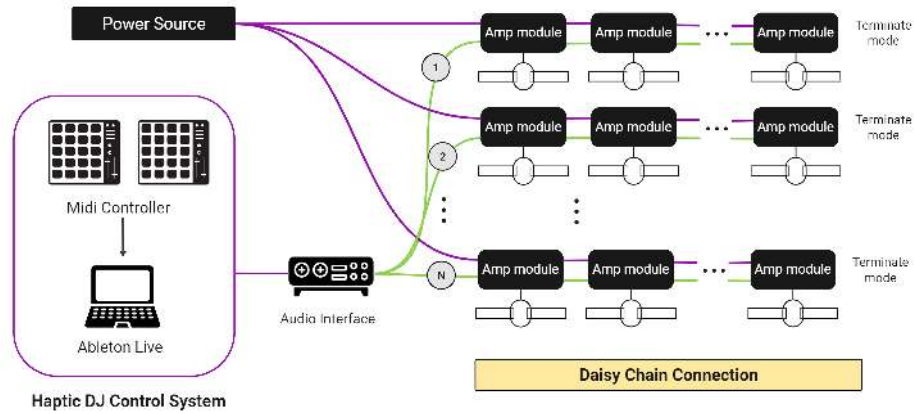 Power Source
Amp module
Amp module
Amp module
Terminate
mode
1
Amp module
Amp module
Amp module
Terminate
mode
2
Midi Controller
Amp module
Amp module
Amp module
Terminate
mode
N
Audio Interface
Ableton Live
Daisy Chain Connection
Haptic DJ Control System